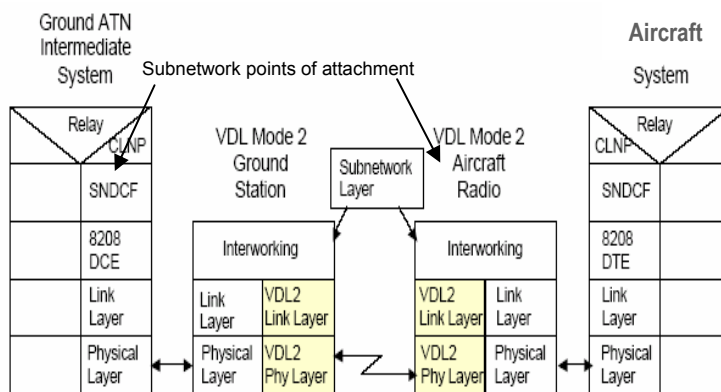 Ground ATN
Intermediate
System
Aircraft
System
Subnetwork points of attachment
Relay
CLNP
SNDCF
8208
DCE
Link
Layer
Physical
Layer
VDL Mode 2
Ground
Station
Interworking
Link
Layer
VDL2
Link Layer
Physical
Layer
VDL2
Phy Layer
Subnetwork
Layer
VDL Mode 2
Aircraft
Radio
Interworking
VDL2
Link Layer
Link
Layer
VDL2
Phy Layer
Physical
Layer
Relay
CLNP
SNDCF
8208
DTE
Link
Layer
Physical
Layer